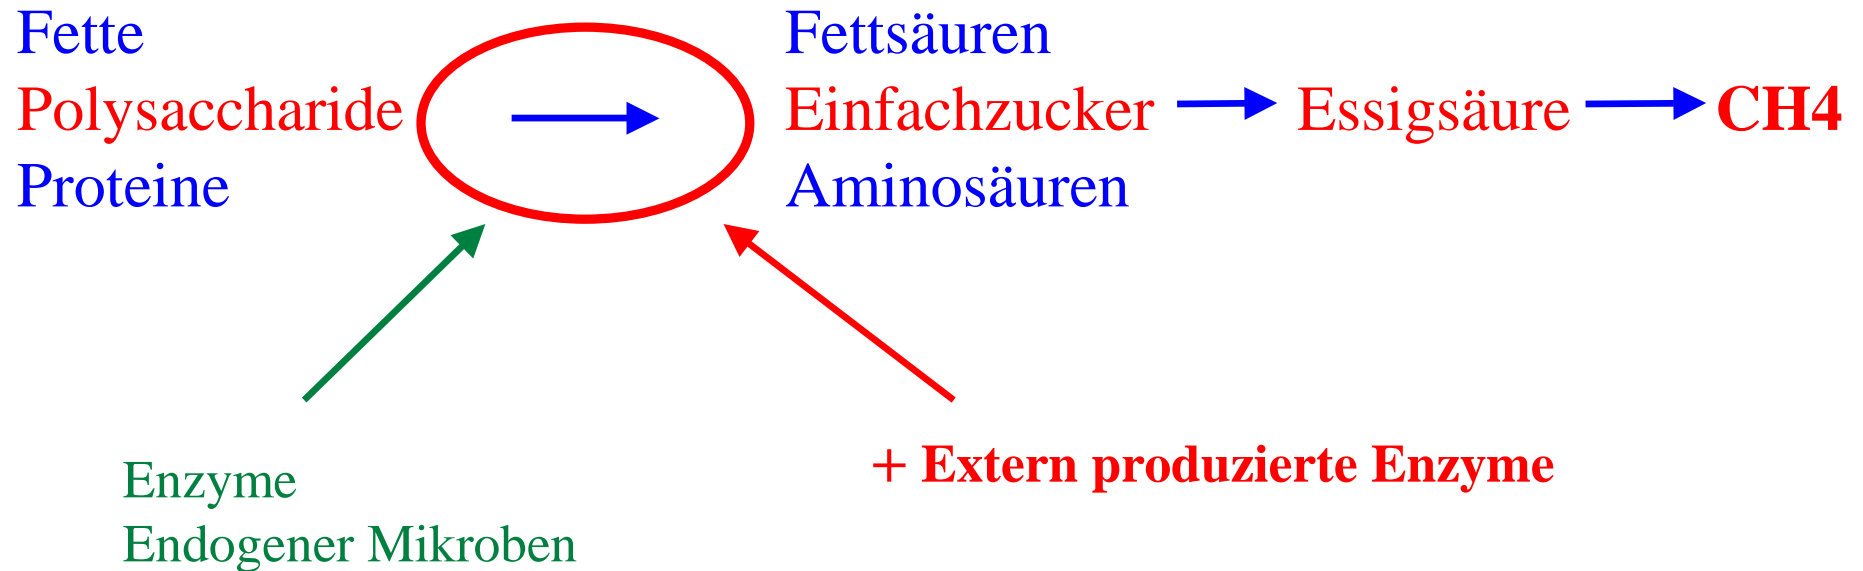 Fette
Fettsäuren
Polysaccharide
Einfachzucker
Essigsäure
CH4
Proteine
Aminosäuren
+ Extern produzierte Enzyme
Enzyme
Endogener Mikroben